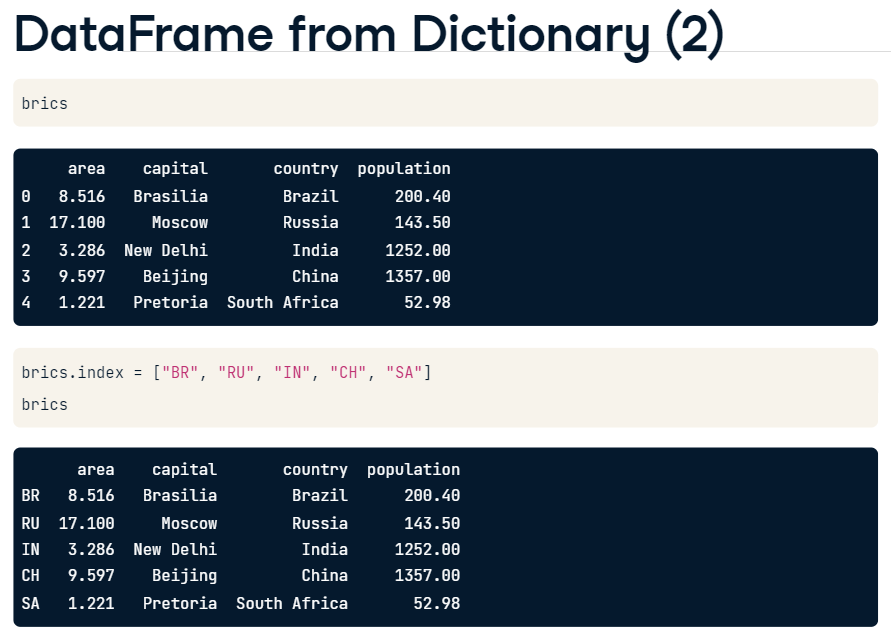 DataFrame from Dictionary (2)
brics
area capital country population
0 8.516 Brasilia Brazil 200.40
1 17.100 Moscow Russia 143.50
2 3.286 New Delhi India 1252.00
3 9.597 Beijing China 1357.00
4 1.221 Pretoria South Africa 52.98
brics.index = ["BR", "RU", "IN", "CH", "SA"]
brics
area capital country population
BR 8.516 Brasilia Brazil 200.40
RU 17.100 Moscow Russia 143.50
IN 3.286 New Delhi India 1252.00
CH 9.597 Beijing China 1357.00
SA 1.221 Pretoria South Africa 52.98